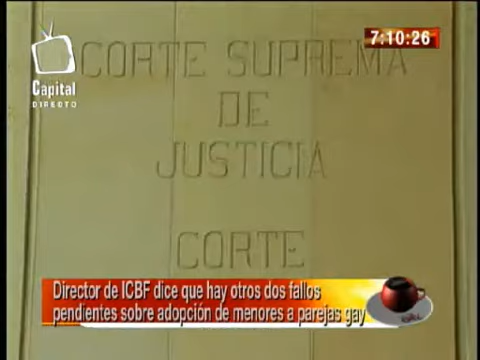 7:10:26
Capital
DIRECTO
CORTE SUPREMA
DE
JUSTICIA
CORTE
Director de ICBF dice que hay otros dos fallos
pendientes sobre adopción de menores a parejas gay